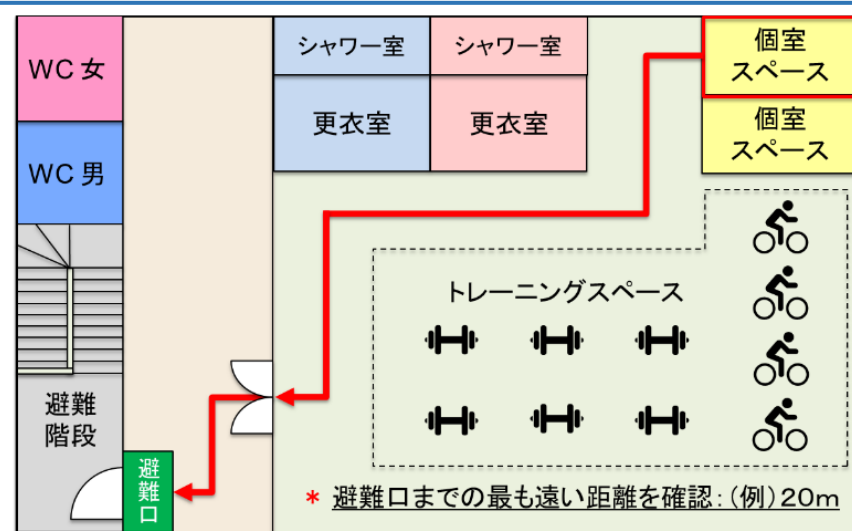 WC 女
WC 男
避難
階段
避難口
シャワー室
シャワー室
更衣室
更衣室
個室
スペース
個室
スペース
トレーニングスペース
* 避難口までの最も遠い距離を確認:(例)20m